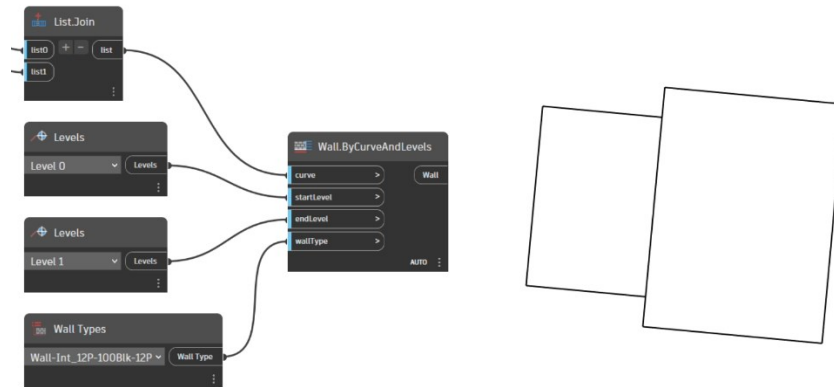 List.Join
list0 + - list
list1
Levels
Level 0 Levels
Levels
Level 1 Levels
Wall Types
Wall-Int_12P-100Blk-12P Wall Type
Wall.ByCurveAndLevels
curve > Wall
startLevel >
endLevel >
wallType >
AUTO